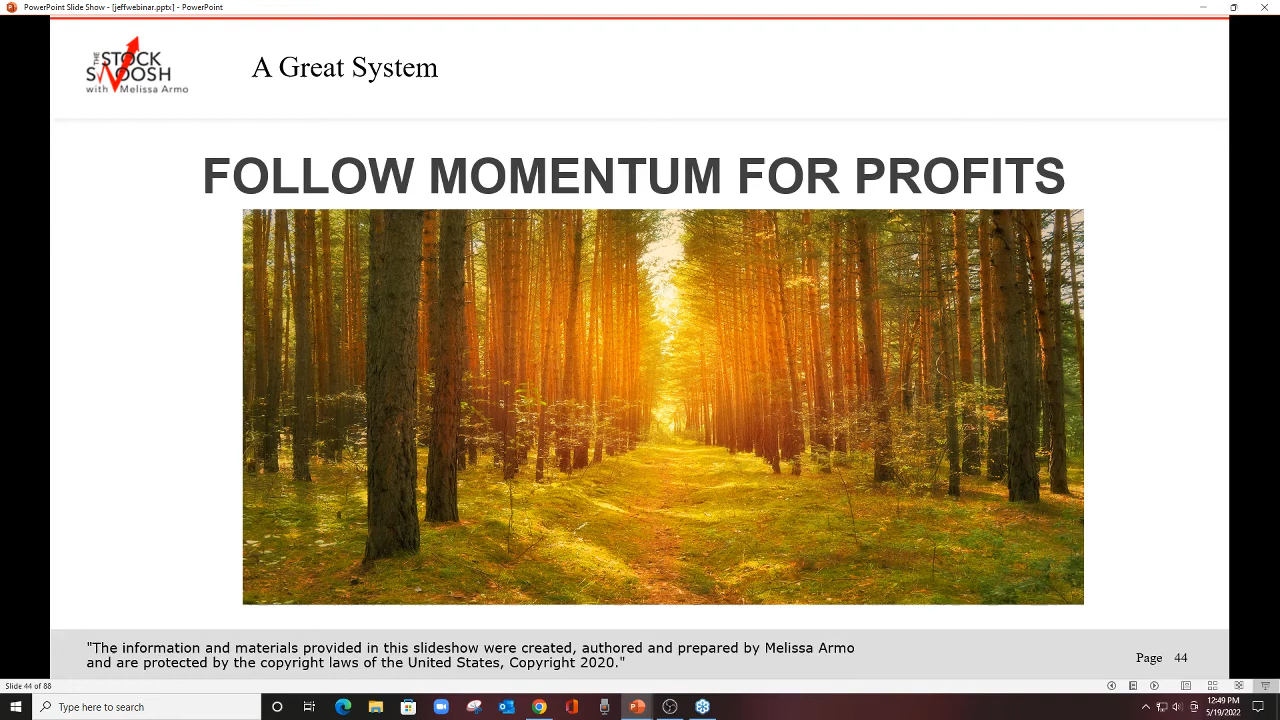 PowerPoint Slide Show - [jeffwebinar.pptx] - PowerPoint
THE STOCK
SWOOSH
with Melissa Armo
A Great System
FOLLOW MOMENTUM FOR PROFITS
"The information and materials provided in this slideshow were created, authored and prepared by Melissa Armo
and are protected by the copyright laws of the United States, Copyright 2020."
Page 44
Slide 44 of 88
Type here to search
12:49 PM
5/19/2022